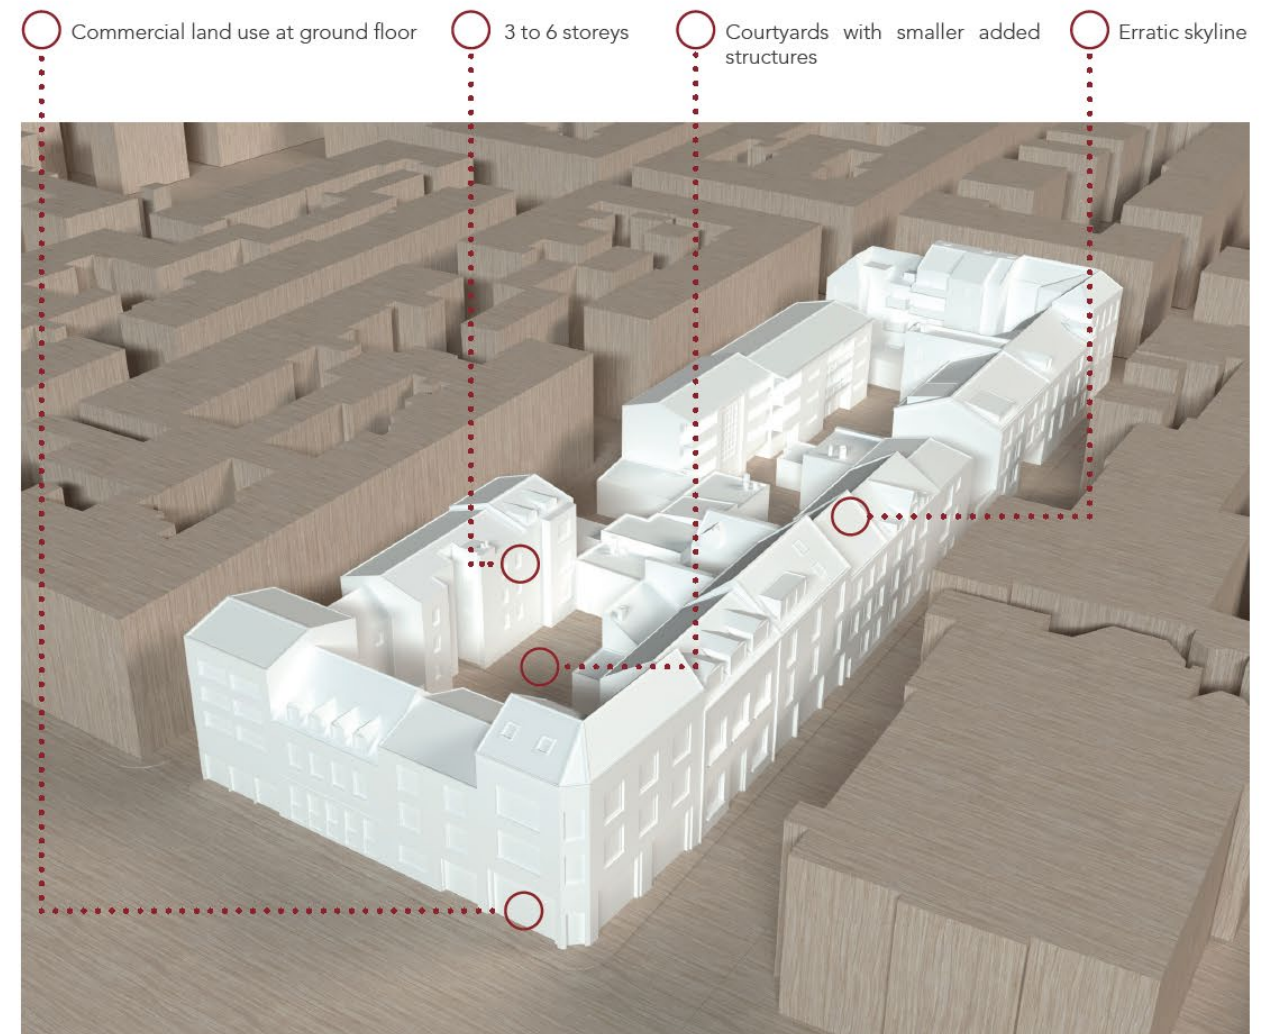 Commercial land use at ground floor
3 to 6 storeys
Courtyards with smaller added
structures
Erratic skyline